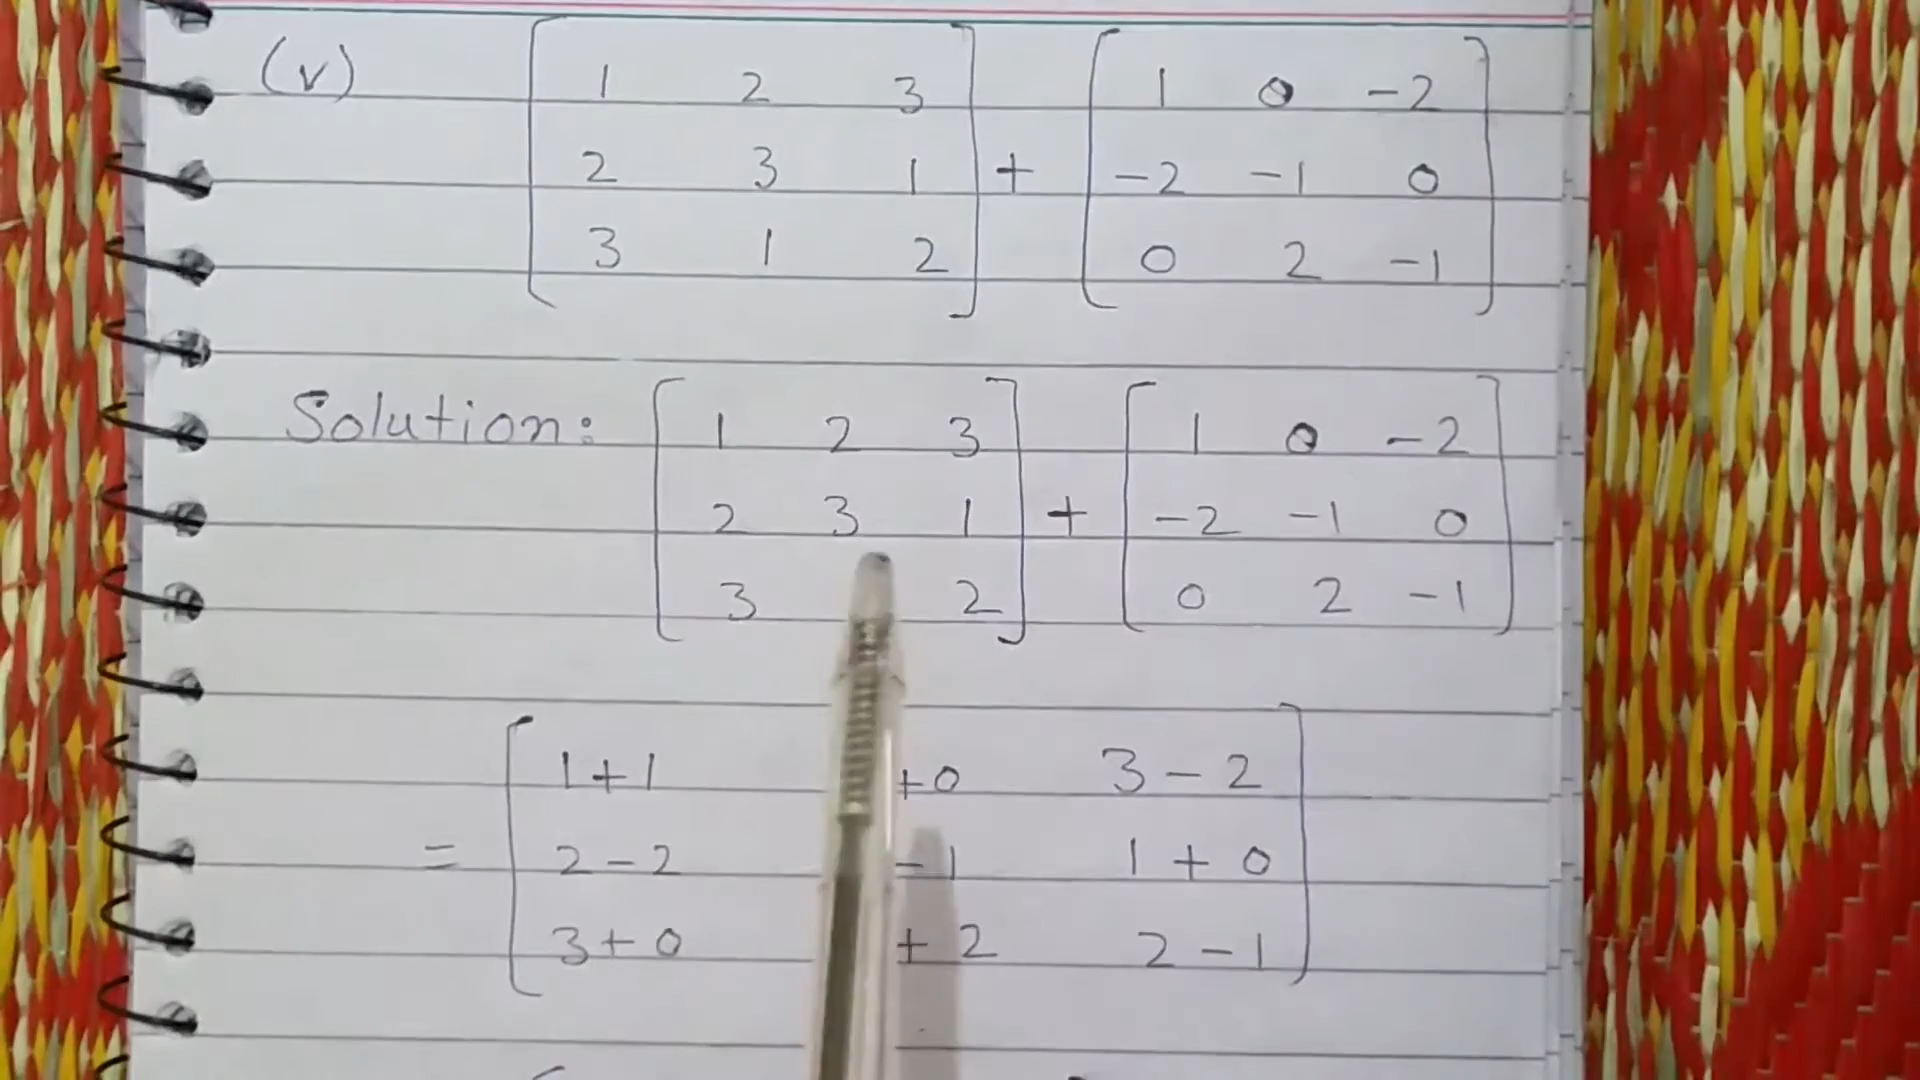 (v) [ 1 2 3 ] [ 1 0 -2 ]
[ 2 3 1 ] + [ -2 -1 0 ]
[ 3 1 2 ] [ 0 2 -1 ]
Solution: [ 1 2 3 ] [ 1 0 -2 ]
[ 2 3 1 ] + [ -2 -1 0 ]
[ 3 2 ] [ 0 2 -1 ]
[ 1+1 +0 3-2 ]
= [ 2-2 -1 1+0 ]
[ 3+0 +2 2-1 ]